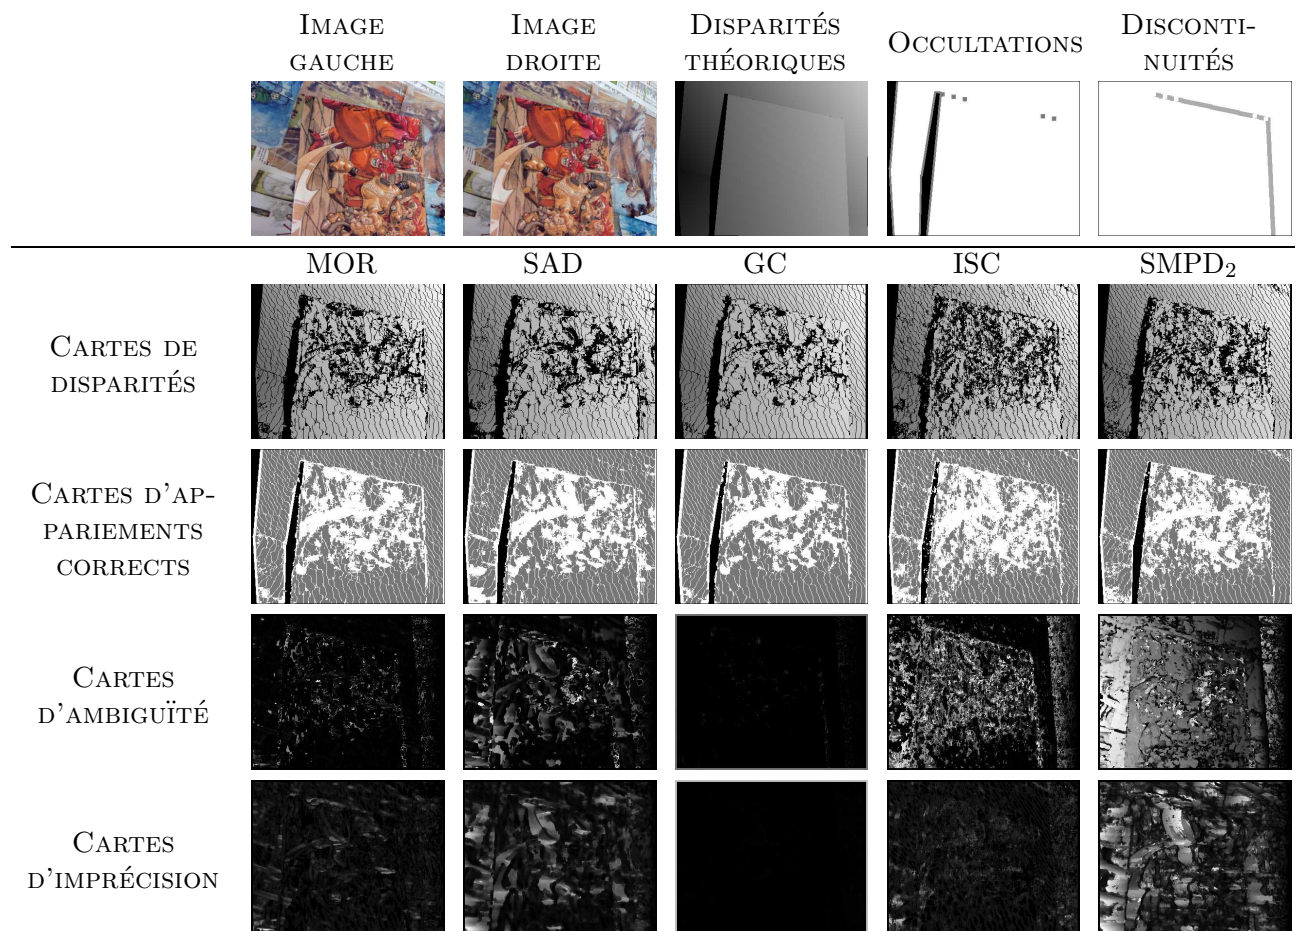 IMAGE GAUCHE
IMAGE DROITE
DISPARITÉS THÉORIQUES
OCCULTATIONS
DISCONTI-
NUITÉS
MOR SAD GC ISC SMPD₂
CARTES DE
DISPARITÉS
CARTES D'AP-
PARIEMENTS
CORRECTS
CARTES
D'AMBIGUÏTÉ
CARTES
D'IMPRÉCISION